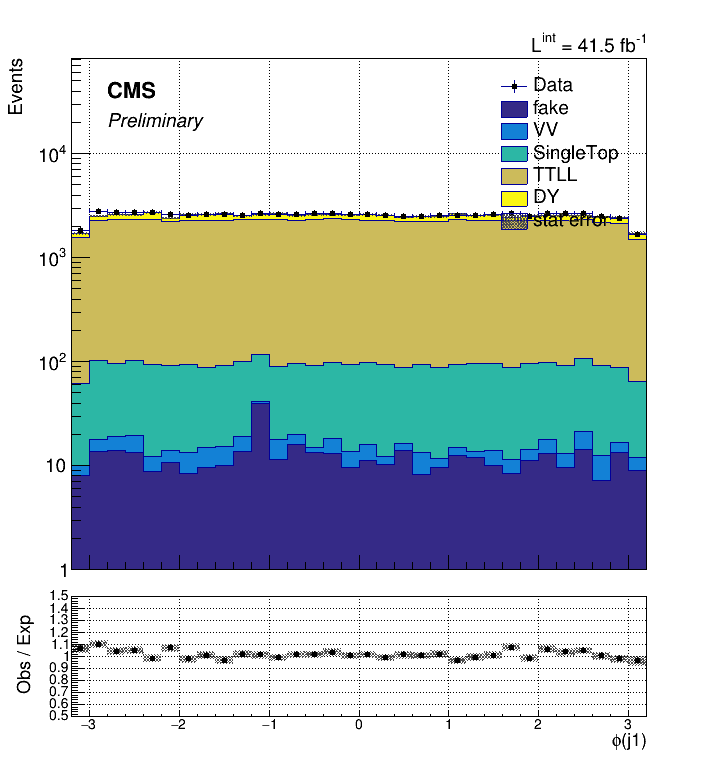 L^int = 41.5 fb^-1
Events
CMS
Preliminary
Data
fake
VV
SingleTop
TTLL
DY
stat error
10^4
10^3
10^2
10
1
Obs / Exp
1.5
1.4
1.3
1.2
1.1
1.0
0.9
0.8
0.7
0.6
0.5
−3 −2 −1 0 1 2 3
ϕ(j1)